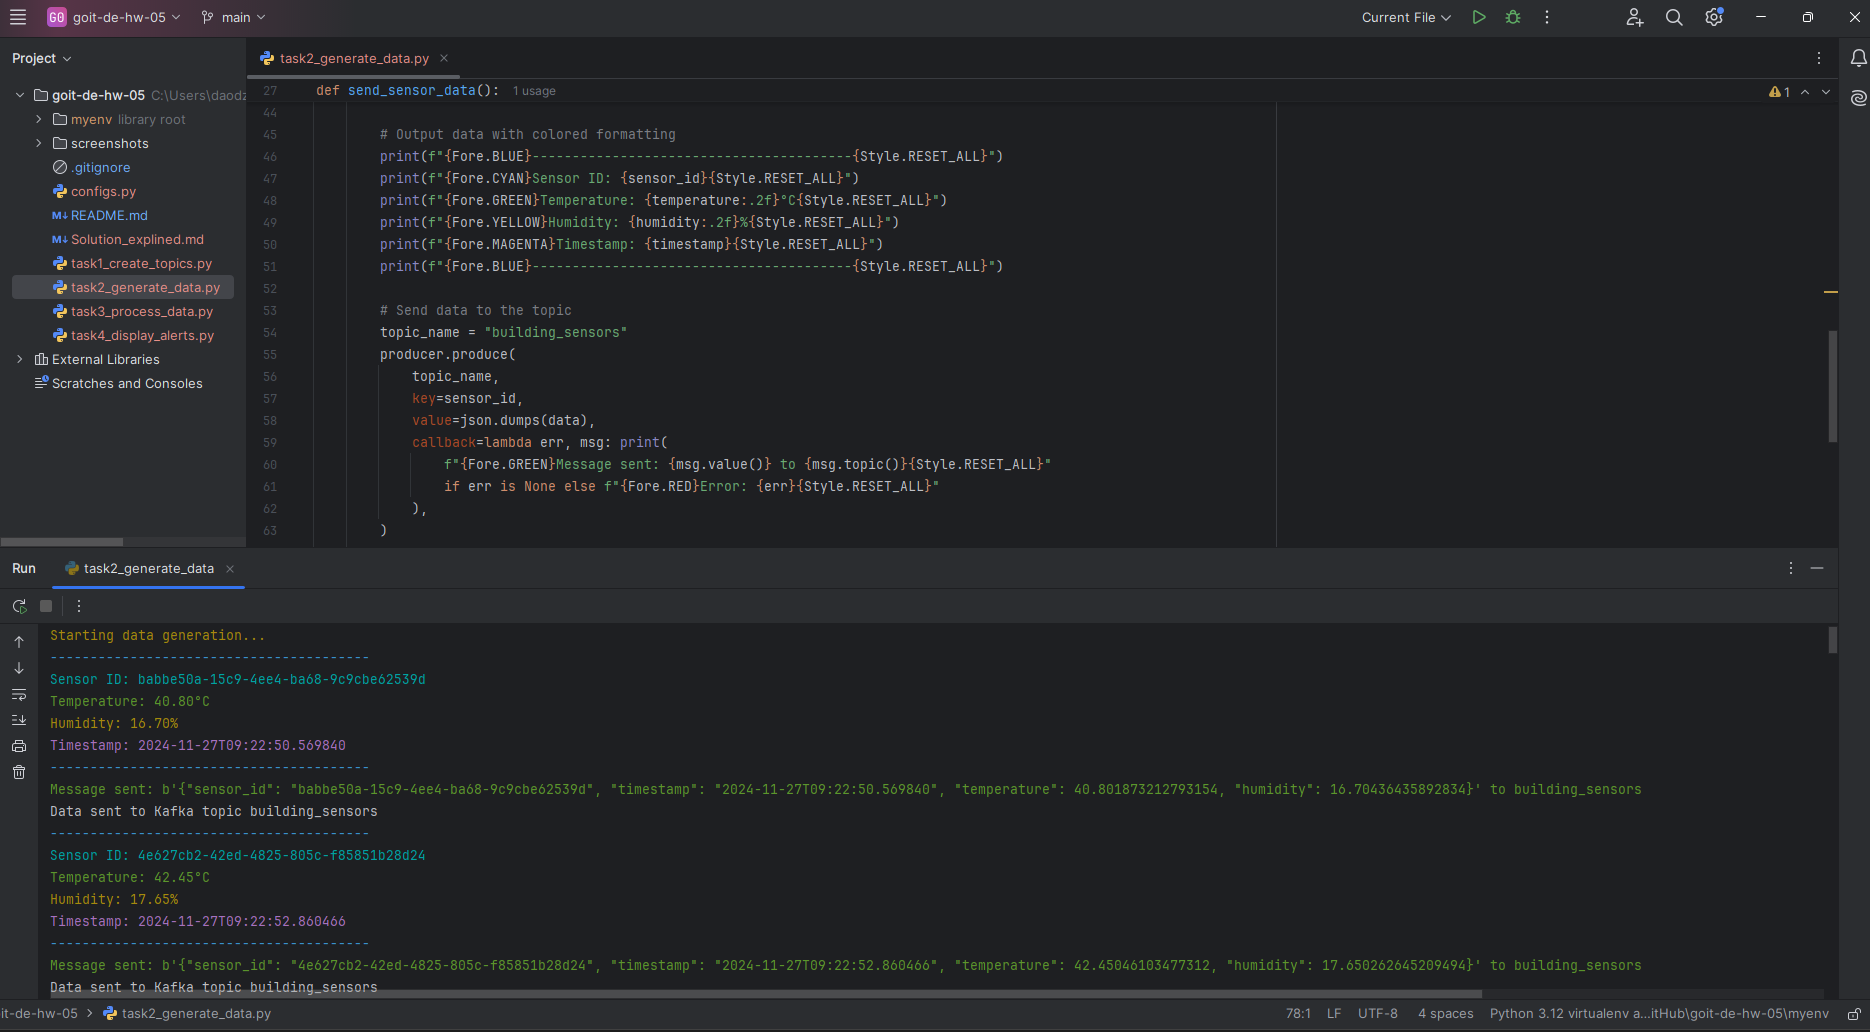 GO goit-de-hw-05 main Current File
Project
task2_generate_data.py
goit-de-hw-05 C:\Users\daodz
myenv library root
screenshots
.gitignore
configs.py
M↓ README.md
M↓ Solution_explined.md
task1_create_topics.py
task2_generate_data.py
task3_process_data.py
task4_display_alerts.py
External Libraries
Scratches and Consoles
27 def send_sensor_data(): 1 usage
1
44
45 # Output data with colored formatting
46 print(f"{Fore.BLUE}----------------------------------------{Style.RESET_ALL}")
47 print(f"{Fore.CYAN}Sensor ID: {sensor_id}{Style.RESET_ALL}")
48 print(f"{Fore.GREEN}Temperature: {temperature:.2f}°C{Style.RESET_ALL}")
49 print(f"{Fore.YELLOW}Humidity: {humidity:.2f}%{Style.RESET_ALL}")
50 print(f"{Fore.MAGENTA}Timestamp: {timestamp}{Style.RESET_ALL}")
51 print(f"{Fore.BLUE}----------------------------------------{Style.RESET_ALL}")
52
53 # Send data to the topic
54 topic_name = "building_sensors"
55 producer.produce(
56 topic_name,
57 key=sensor_id,
58 value=json.dumps(data),
59 callback=lambda err, msg: print(
60 f"{Fore.GREEN}Message sent: {msg.value()} to {msg.topic()}{Style.RESET_ALL}"
61 if err is None else f"{Fore.RED}Error: {err}{Style.RESET_ALL}"
62 ),
63 )
Run task2_generate_data
Starting data generation...
----------------------------------------
Sensor ID: babbe50a-15c9-4ee4-ba68-9c9cbe62539d
Temperature: 40.80°C
Humidity: 16.70%
Timestamp: 2024-11-27T09:22:50.569840
----------------------------------------
Message sent: b'{"sensor_id": "babbe50a-15c9-4ee4-ba68-9c9cbe62539d", "timestamp": "2024-11-27T09:22:50.569840", "temperature": 40.801873212793154, "humidity": 16.70436435892834}' to building_sensors
Data sent to Kafka topic building_sensors
----------------------------------------
Sensor ID: 4e627cb2-42ed-4825-805c-f85851b28d24
Temperature: 42.45°C
Humidity: 17.65%
Timestamp: 2024-11-27T09:22:52.860466
----------------------------------------
Message sent: b'{"sensor_id": "4e627cb2-42ed-4825-805c-f85851b28d24", "timestamp": "2024-11-27T09:22:52.860466", "temperature": 42.45046103477312, "humidity": 17.650262645209494}' to building_sensors
Data sent to Kafka topic building_sensors
it-de-hw-05 task2_generate_data.py 78:1 LF UTF-8 4 spaces Python 3.12 virtualenv a...itHub\goit-de-hw-05\myenv